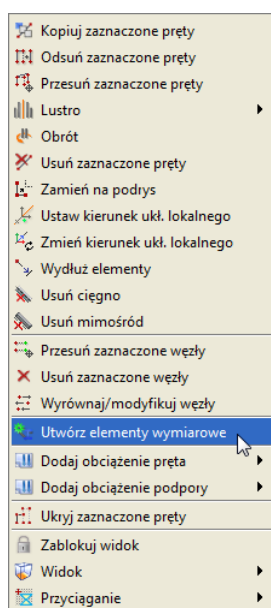 Kopiuj zaznaczone pręty
Odsuń zaznaczone pręty
Przesuń zaznaczone pręty
Lustro
Obrót
Usuń zaznaczone pręty
Zamień na podrys
Ustaw kierunek ukł. lokalnego
Zmień kierunek ukł. lokalnego
Wydłuż elementy
Usuń cięgno
Usuń mimośród
Przesuń zaznaczone węzły
Usuń zaznaczone węzły
Wyrównaj/modyfikuj węzły
Utwórz elementy wymiarowe
Dodaj obciążenie pręta
Dodaj obciążenie podpory
Ukryj zaznaczone pręty
Zablokuj widok
Widok
Przyciąganie